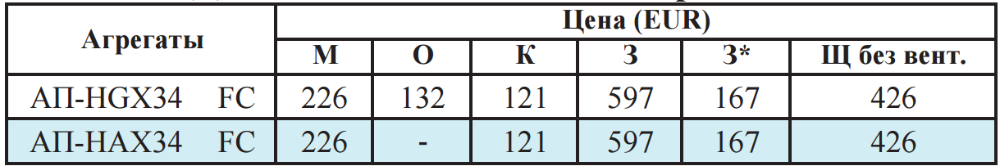 Агрегаты Цена (EUR)
М О К З З* Щ без вент.
АП-HGX34 FC 226 132 121 597 167 426
АП-HAX34 FC 226 - 121 597 167 426